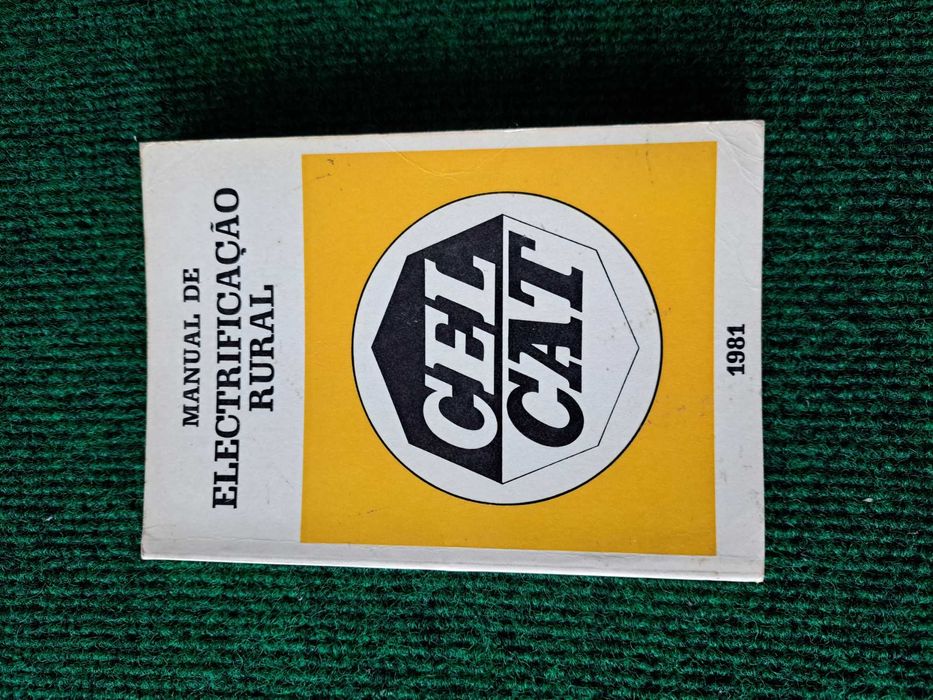 MANUAL DE
ELECTRIFICAÇÃO
RURAL
CEL
CAT
1981